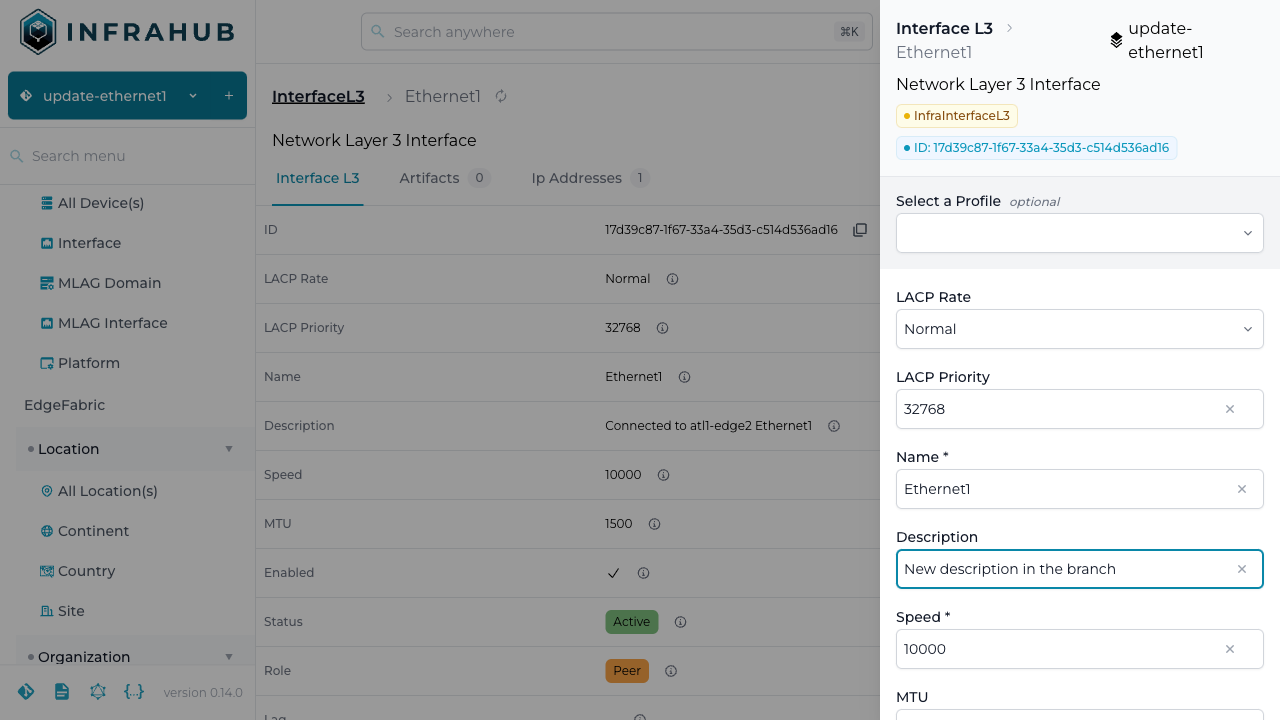 INFRAHUB
update-ethernet1
Search menu
All Device(s)
Interface
MLAG Domain
MLAG Interface
Platform
EdgeFabric
Location
All Location(s)
Continent
Country
Site
Organization
version 0.14.0
Search anywhere
⌘K
InterfaceL3 > Ethernet1
Network Layer 3 Interface
Interface L3
Artifacts 0
Ip Addresses 1
ID 17d39c87-1f67-33a4-35d3-c514d536ad16
LACP Rate Normal
LACP Priority 32768
Name Ethernet1
Description Connected to atl1-edge2 Ethernet1
Speed 10000
MTU 1500
Enabled
Status Active
Role Peer
Lag
Interface L3 >
Ethernet1
update-
ethernet1
Network Layer 3 Interface
InfraInterfaceL3
ID: 17d39c87-1f67-33a4-35d3-c514d536ad16
Select a Profile optional
LACP Rate
Normal
LACP Priority
32768
Name *
Ethernet1
Description
New description in the branch
Speed *
10000
MTU